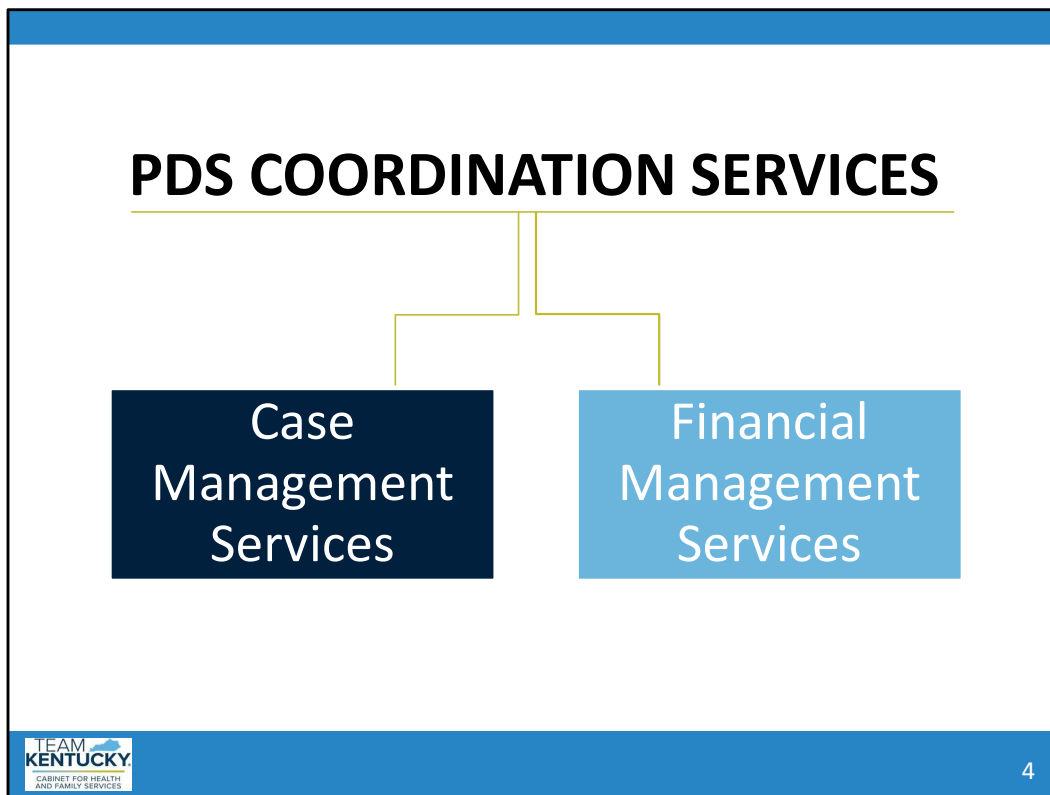 PDS COORDINATION SERVICES
Case
Management
Services
Financial
Management
Services
TEAM
KENTUCKY.
CABINET FOR HEALTH
AND FAMILY SERVICES
4